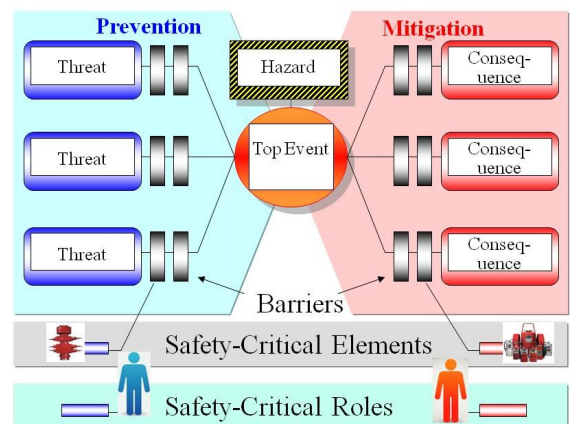 Prevention
Mitigation
Threat
Hazard
Conseq-
uence
Threat
Top Event
Conseq-
uence
Threat
Conseq-
uence
Barriers
Safety-Critical Elements
Safety-Critical Roles